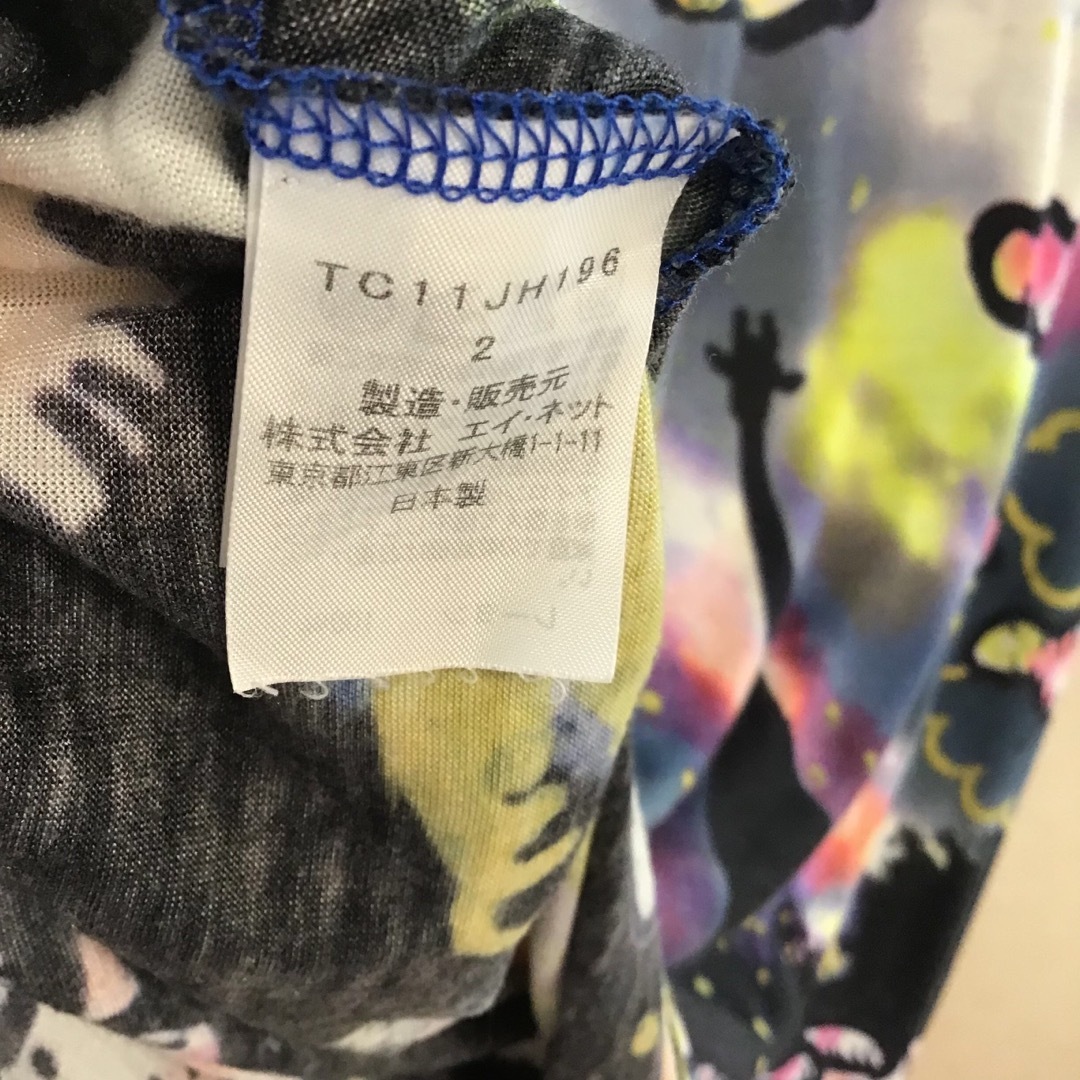 TC11JH196
2
製造・販売元
株式会社 エイ・ネット
東京都江東区新大橋1-1-11
日本製